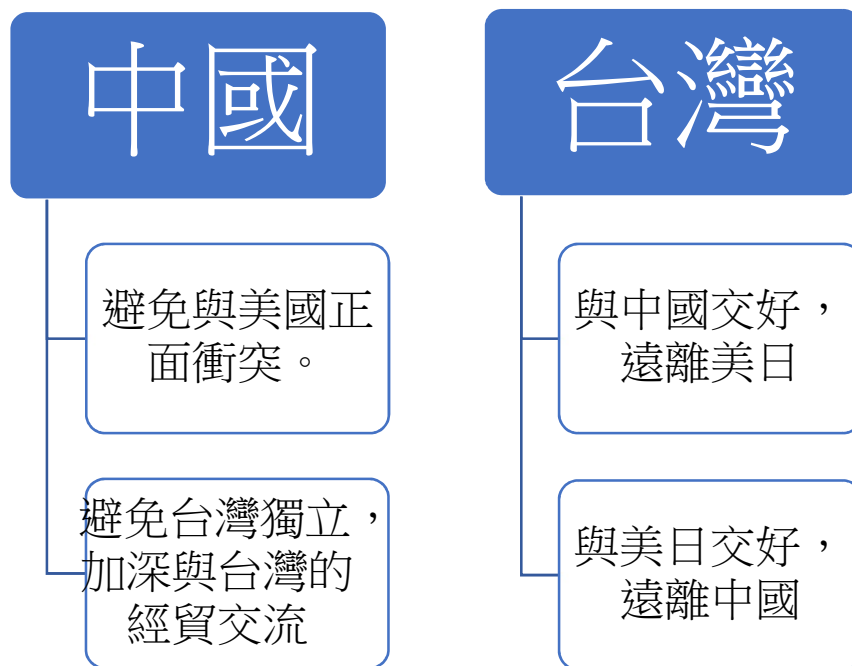 中國
避免與美國正
面衝突。
避免台灣獨立，
加深與台灣的
經貿交流
台灣
與中國交好，
遠離美日
與美日交好，
遠離中國